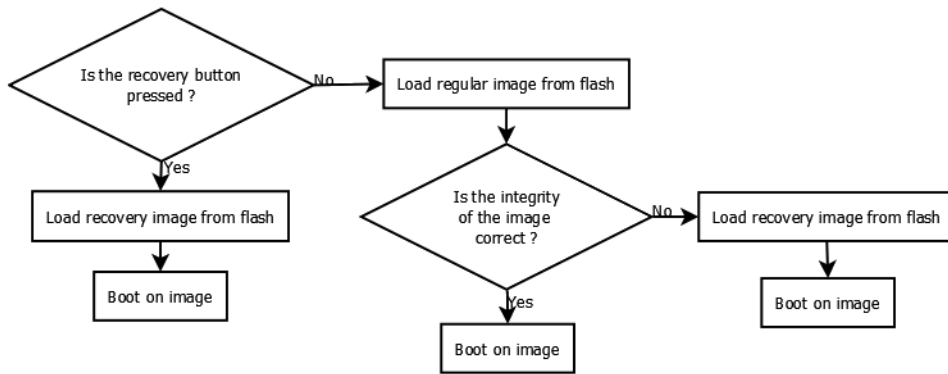 Is the recovery button
pressed ?
No
Load regular image from flash
Yes
Load recovery image from flash
Boot on image
Is the integrity
of the image
correct ?
No
Load recovery image from flash
Boot on image
Yes
Boot on image